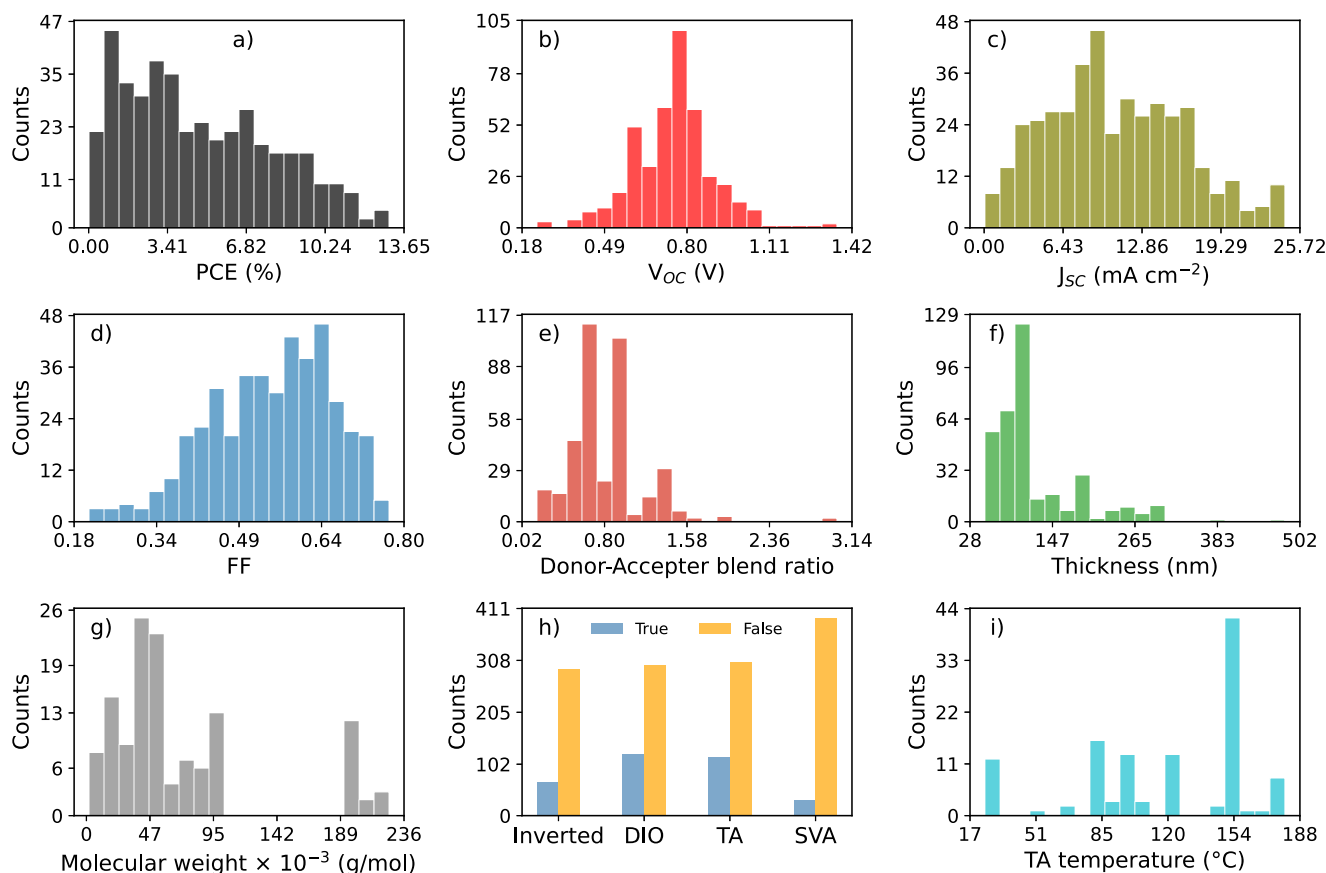 47
35
23
11
0
Counts
a)
0.00 3.41 6.82 10.24 13.65
PCE (%)
105
78
52
26
0
Counts
b)
0.18 0.49 0.80 1.11 1.42
V_OC (V)
48
36
24
12
0
Counts
c)
0.00 6.43 12.86 19.29 25.72
J_SC (mA cm⁻²)
48
36
24
12
0
Counts
d)
0.18 0.34 0.49 0.64 0.80
FF
117
88
58
29
0
Counts
e)
0.02 0.80 1.58 2.36 3.14
Donor-Accepter blend ratio
129
96
64
32
0
Counts
f)
28 147 265 383 502
Thickness (nm)
26
19
13
6
0
Counts
g)
0 47 95 142 189 236
Molecular weight × 10⁻³ (g/mol)
411
308
205
102
0
Counts
h)
True False
Inverted DIO TA SVA
44
33
22
11
0
Counts
i)
17 51 85 120 154 188
TA temperature (°C)